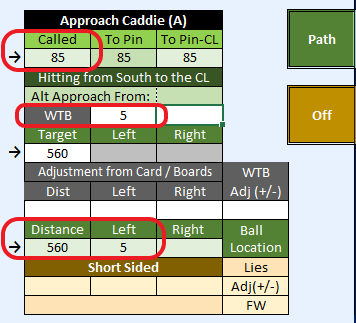 Approach Caddie (A)
Called To Pin To Pin-CL
→ 85 85 85
Hitting from South to the CL
Alt Approach From:
WTB 5
Target Left Right
→ 560
Adjustment from Card / Boards WTB
Dist Left Right Adj (+/-)
Distance Left Right Ball
→ 560 5 Location
Short Sided Lies
Adj(+/-)
FW
Path
Off